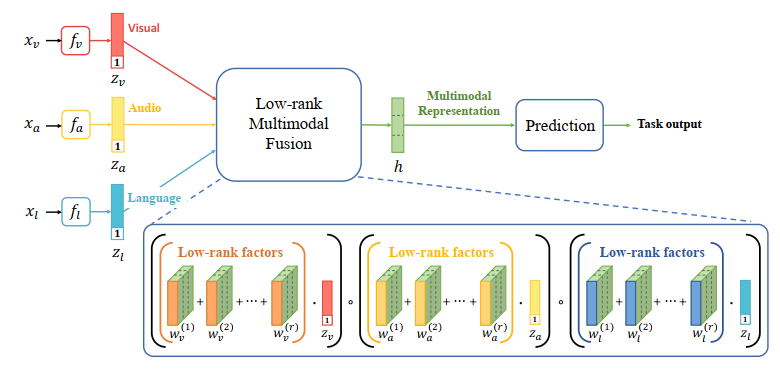 x_v f_v 1 z_v Visual
x_a f_a 1 z_a Audio
x_l f_l 1 z_l Language
Low-rank
Multimodal
Fusion
h
Multimodal
Representation
Prediction
Task output
Low-rank factors
+ + ··· + · 1
w_v^(1) w_v^(2) w_v^(r) z_v
∘
Low-rank factors
+ + ··· + · 1
w_a^(1) w_a^(2) w_a^(r) z_a
∘
Low-rank factors
+ + ··· + · 1
w_l^(1) w_l^(2) w_l^(r) z_l